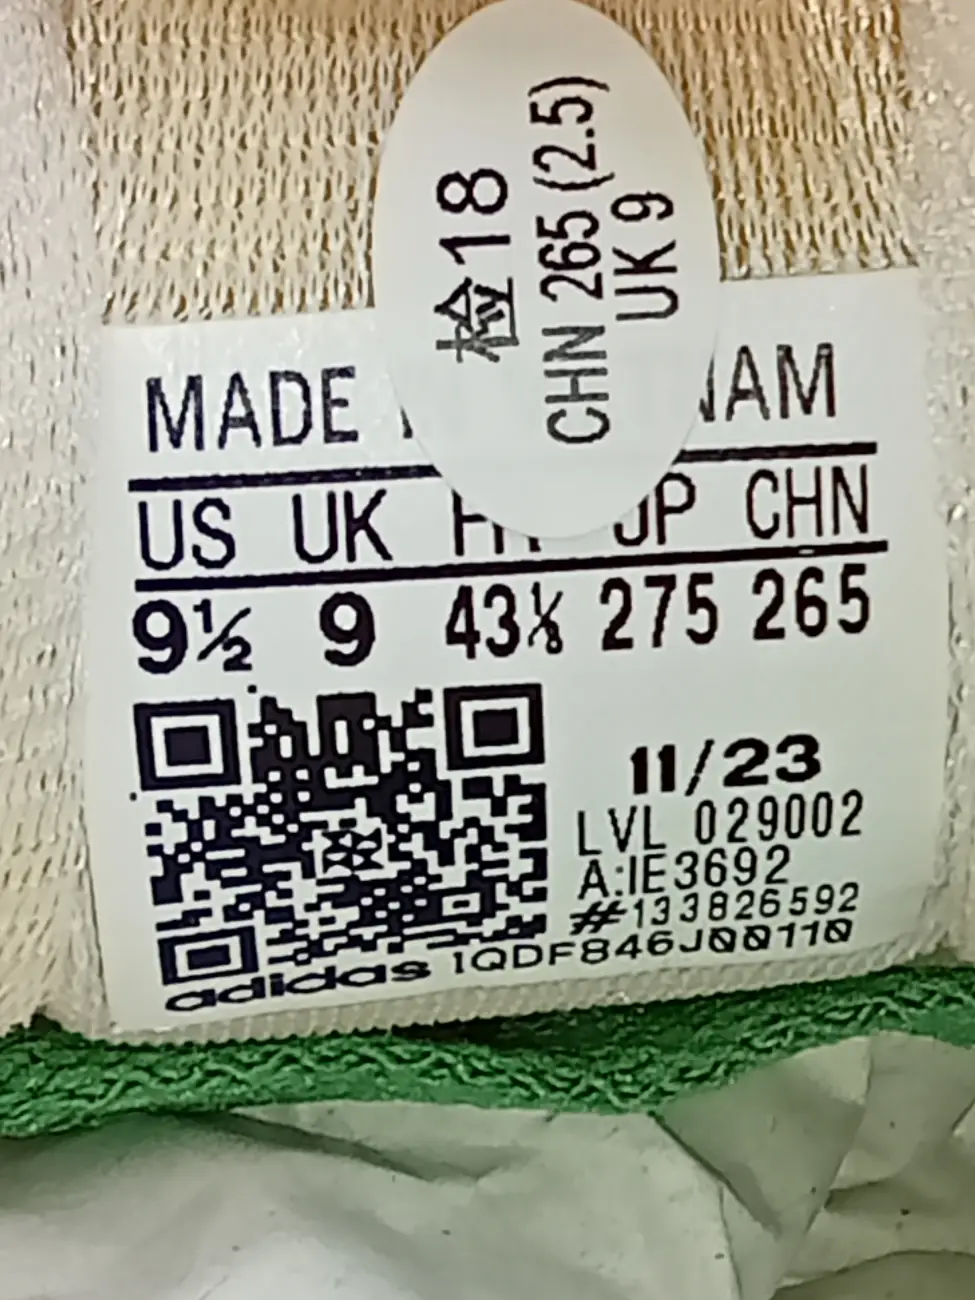 检18
CHN 265 (2.5)
UK 9
MADE
US UK FR JP CHN
9½ 9 43⅓ 275 265
11/23
LVL 029002
A:IE3692
#133826592
adidas 1QDF846J00110